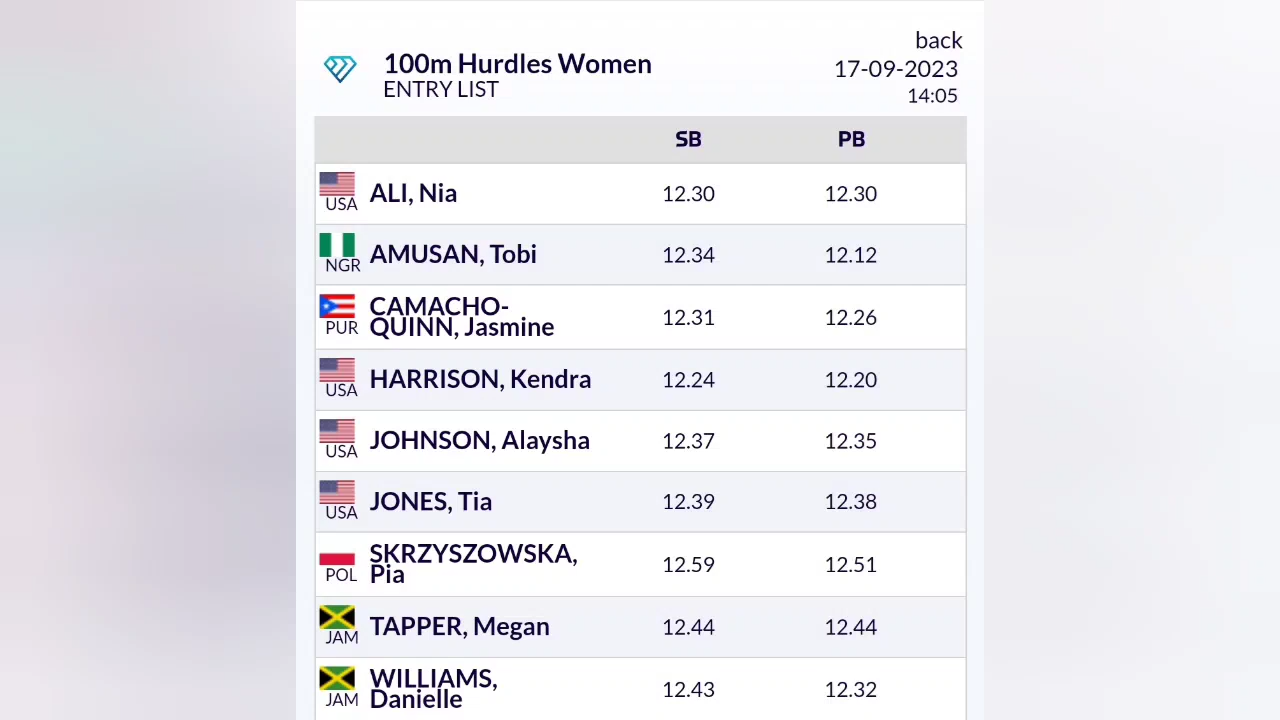 back
100m Hurdles Women
17-09-2023
ENTRY LIST
14:05
SB PB
USA ALI, Nia 12.30 12.30
NGR AMUSAN, Tobi 12.34 12.12
CAMACHO-
PUR QUINN, Jasmine 12.31 12.26
USA HARRISON, Kendra 12.24 12.20
USA JOHNSON, Alaysha 12.37 12.35
USA JONES, Tia 12.39 12.38
SKRZYSZOWSKA,
POL Pia 12.59 12.51
JAM TAPPER, Megan 12.44 12.44
WILLIAMS,
JAM Danielle 12.43 12.32